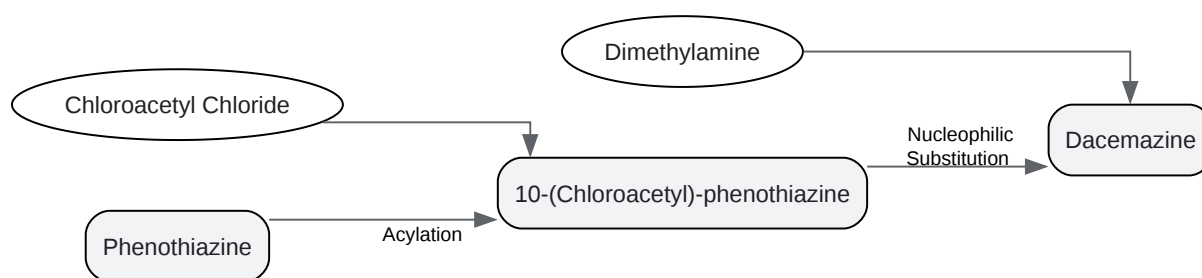 Dimethylamine
Chloroacetyl Chloride
Nucleophilic
Substitution
Dacemazine
10-(Chloroacetyl)-phenothiazine
Acylation
Phenothiazine